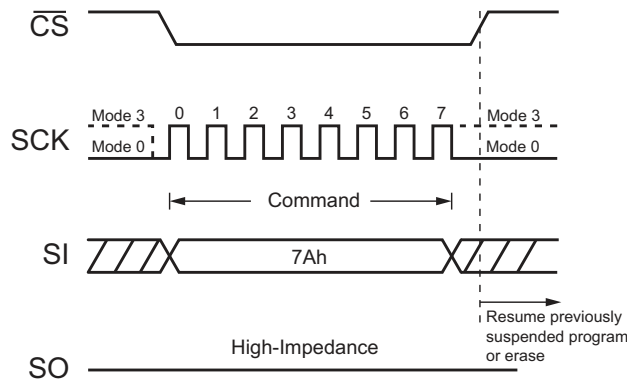 CS
Mode 3 0 1 2 3 4 5 6 7 Mode 3
SCK
Mode 0 Mode 0
Command
SI 7Ah
Resume previously
suspended program
or erase
High-Impedance
SO